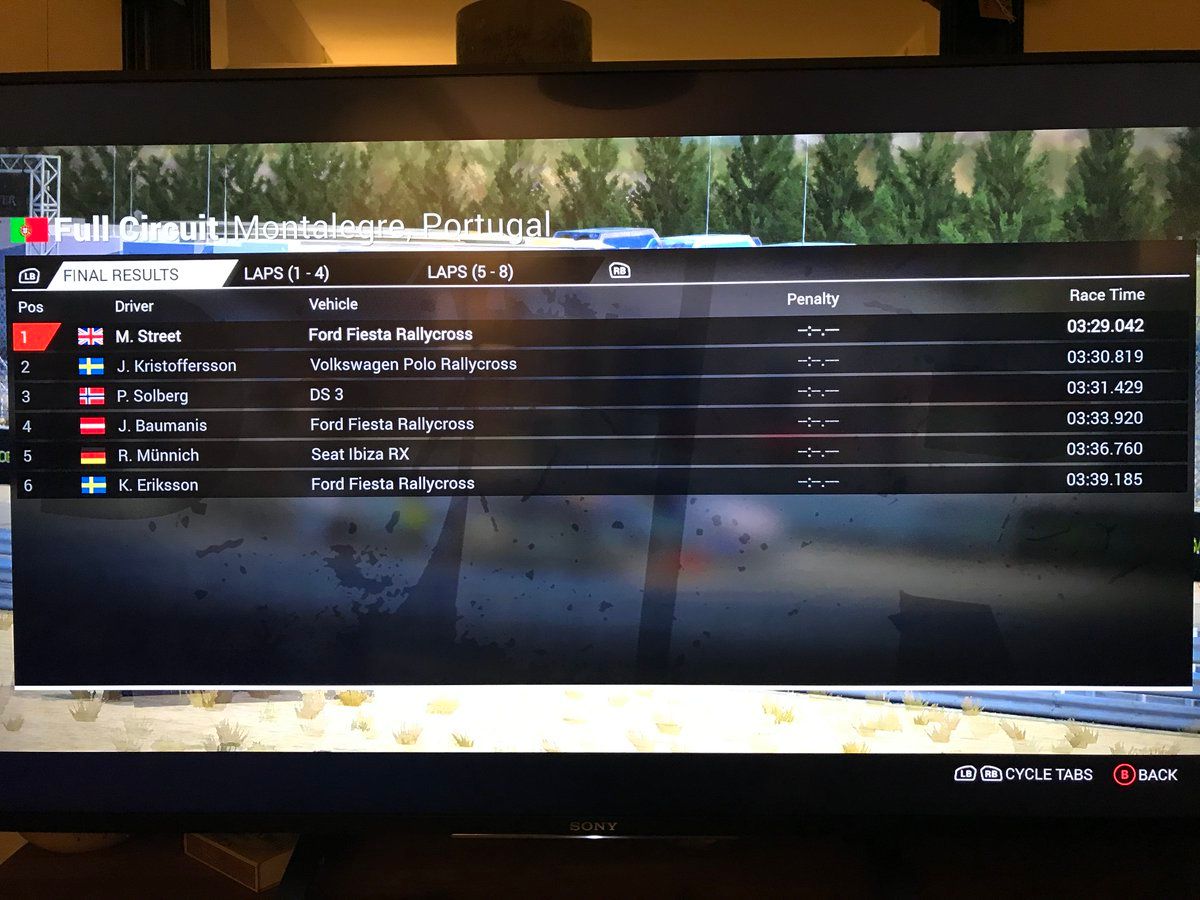 Full Circuit Montalegre, Portugal
LB FINAL RESULTS LAPS (1 - 4) LAPS (5 - 8) RB
Pos Driver Vehicle Penalty Race Time
1 M. Street Ford Fiesta Rallycross --:--.--- 03:29.042
2 J. Kristoffersson Volkswagen Polo Rallycross --:--.--- 03:30.819
3 P. Solberg DS 3 --:--.--- 03:31.429
4 J. Baumanis Ford Fiesta Rallycross --:--.--- 03:33.920
5 R. Münnich Seat Ibiza RX --:--.--- 03:36.760
6 K. Eriksson Ford Fiesta Rallycross --:--.--- 03:39.185
LB RB CYCLE TABS B BACK
SONY